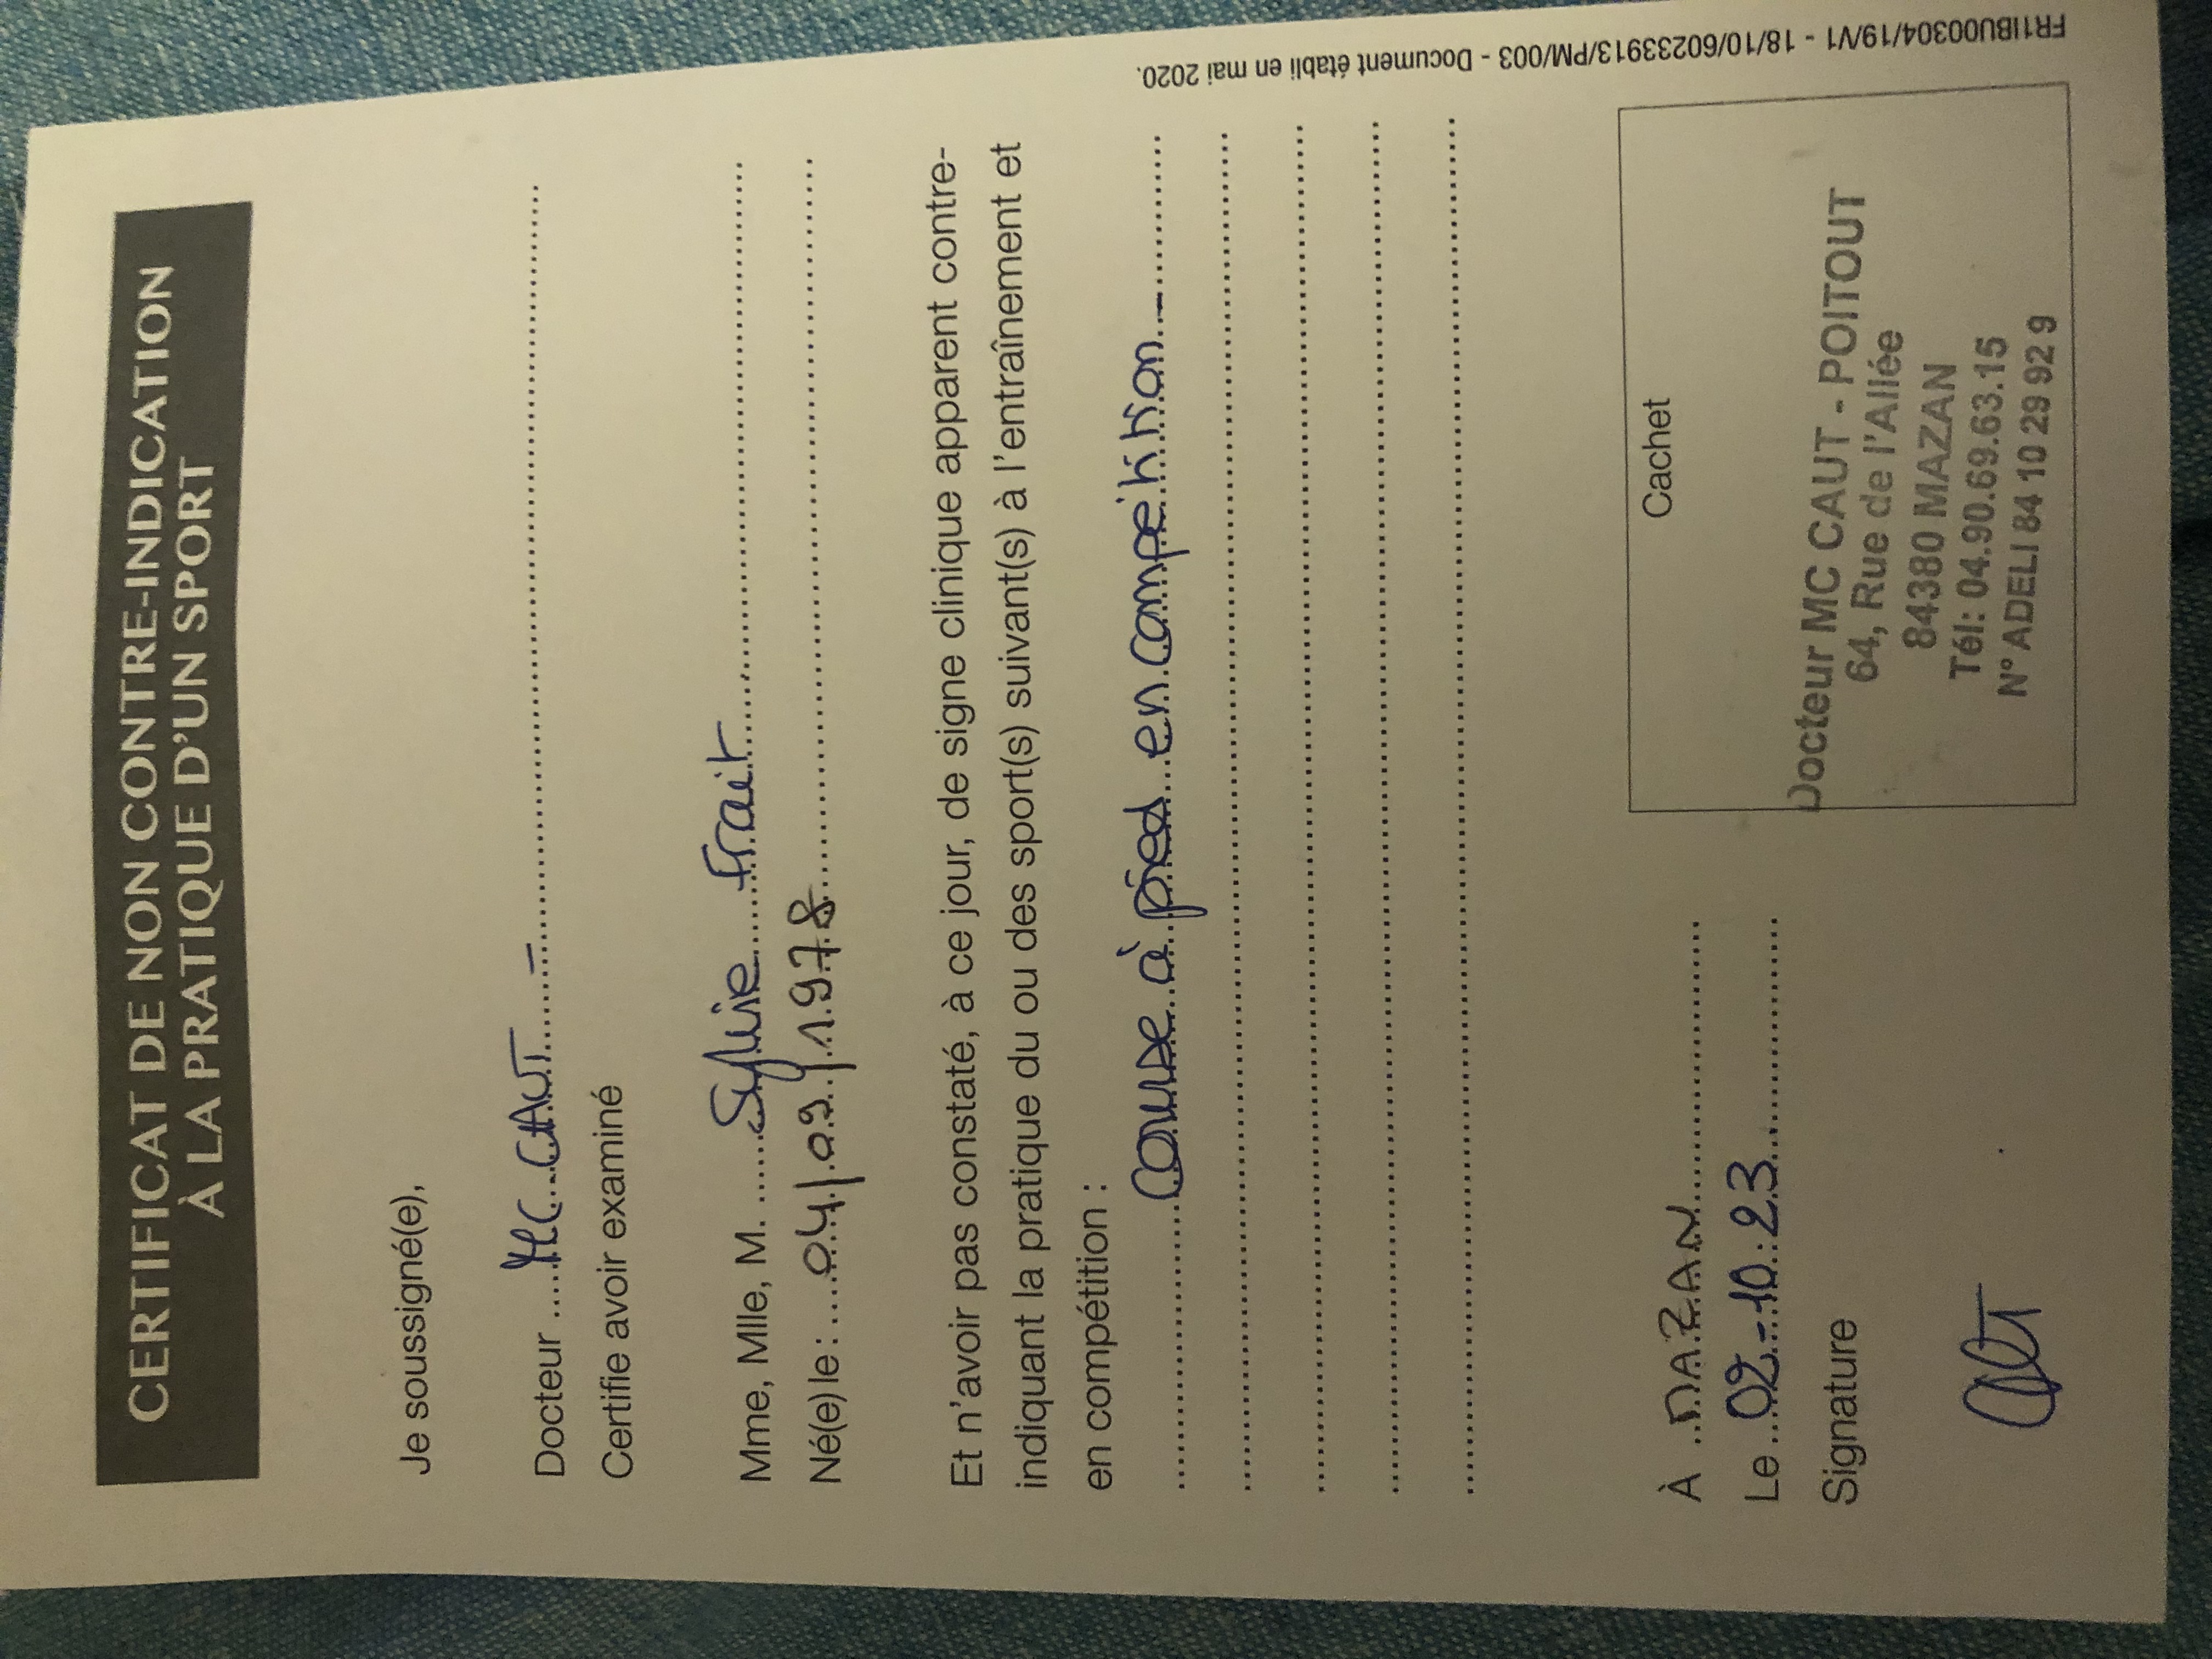 CERTIFICAT DE NON CONTRE-INDICATION
À LA PRATIQUE D'UN SPORT
Je soussigné(e),
Docteur ..... MC CAUT - .....
Certifie avoir examiné
Mme, Mlle, M. ...... Sylvie Frait ......
Né(e) le : .... 04/09/1978 ......
Et n'avoir pas constaté, à ce jour, de signe clinique apparent contre-
indiquant la pratique du ou des sport(s) suivant(s) à l'entraînement et
en compétition :
course à pied en compétition -
À .. MAZAN
Le .. 02-10.23
Signature
Cachet
Docteur MC CAUT - POITOUT
64, Rue de l'Allée
84380 MAZAN
Tél: 04.90.69.63.15
N° ADELI 84 10 29 92 9
FR1IBU00304/19/V1 - 18/10/60233913/PM/003 - Document établi en mai 2020.